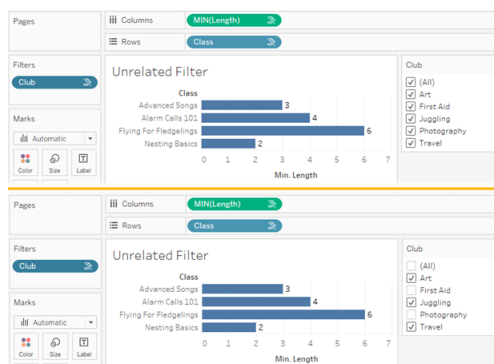 Pages
Columns
MIN(Length)
Rows
Class
Filters
Club
Marks
Automatic
Color
Size
Label
Unrelated Filter
Class
Advanced Songs
3
Alarm Calls 101
4
Flying For Fledgelings
6
Nesting Basics
2
0 1 2 3 4 5 6 7
Min. Length
Club
(All)
Art
First Aid
Juggling
Photography
Travel
Pages
Columns
MIN(Length)
Rows
Class
Filters
Club
Marks
Automatic
Color
Size
Label
Unrelated Filter
Class
Advanced Songs
3
Alarm Calls 101
4
Flying For Fledgelings
6
Nesting Basics
2
0 1 2 3 4 5 6 7
Min. Length
Club
(All)
Art
First Aid
Juggling
Photography
Travel